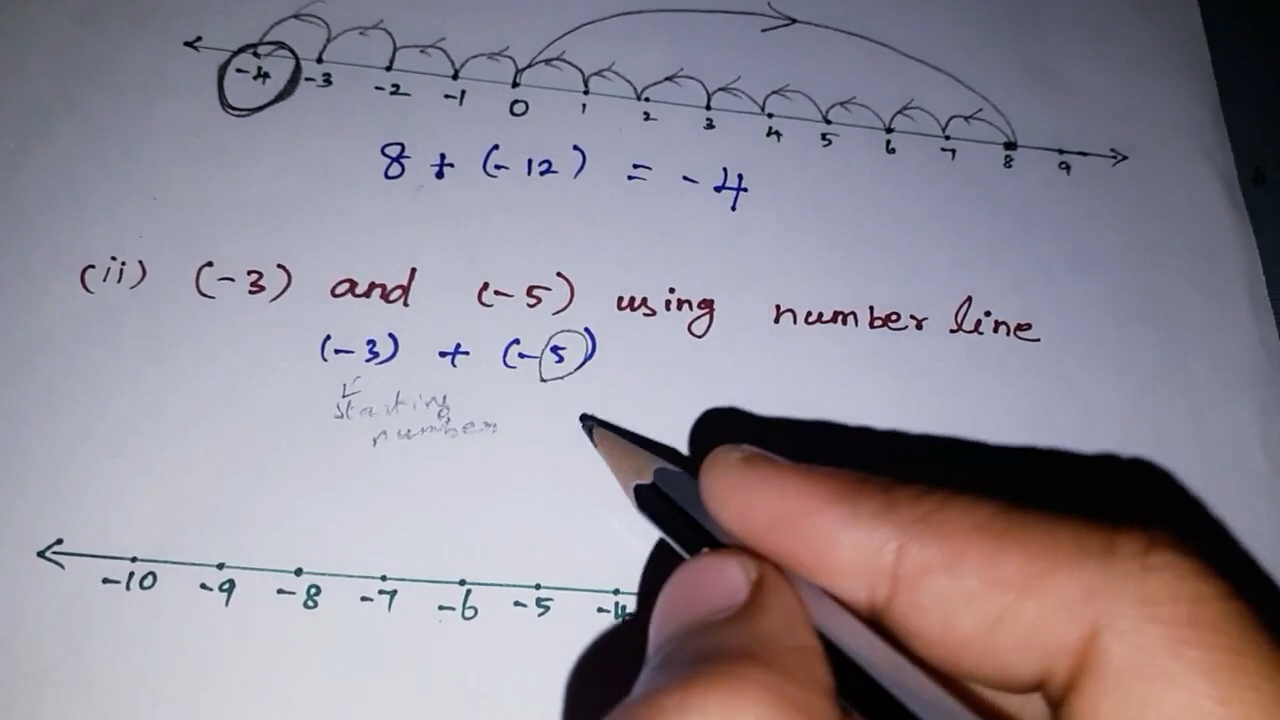 -4 -3 -2 -1 0 1 2 3 4 5 6 7 8 9
8 + (-12) = -4
(ii) (-3) and (-5) using number line
(-3) + (-5)
starting
number
-10 -9 -8 -7 -6 -5 -4